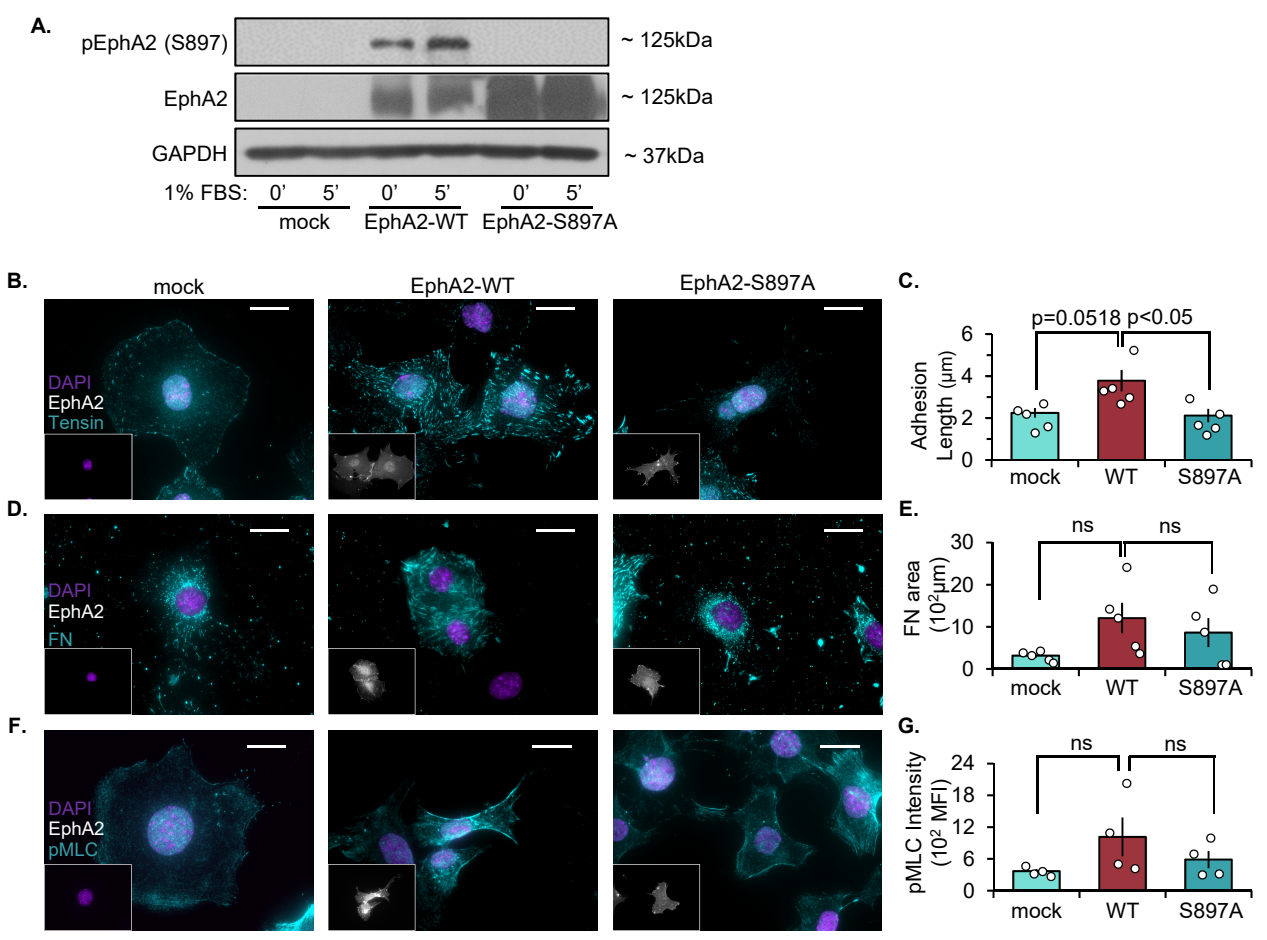 A.
pEphA2 (S897)
~ 125kDa
EphA2
~ 125kDa
GAPDH
~ 37kDa
1% FBS: 0’ 5’ 0’ 5’ 0’ 5’
mock EphA2-WT EphA2-S897A
B.
mock EphA2-WT EphA2-S897A
DAPI
EphA2
Tensin
C.
Adhesion
Length (μm)
p=0.0518 p<0.05
6
4
2
0
mock WT S897A
D.
DAPI
EphA2
FN
E.
FN area
(10²μm)
ns ns
30
20
10
0
mock WT S897A
F.
DAPI
EphA2
pMLC
G.
pMLC Intensity
(10² MFI)
ns ns
24
18
12
6
0
mock WT S897A